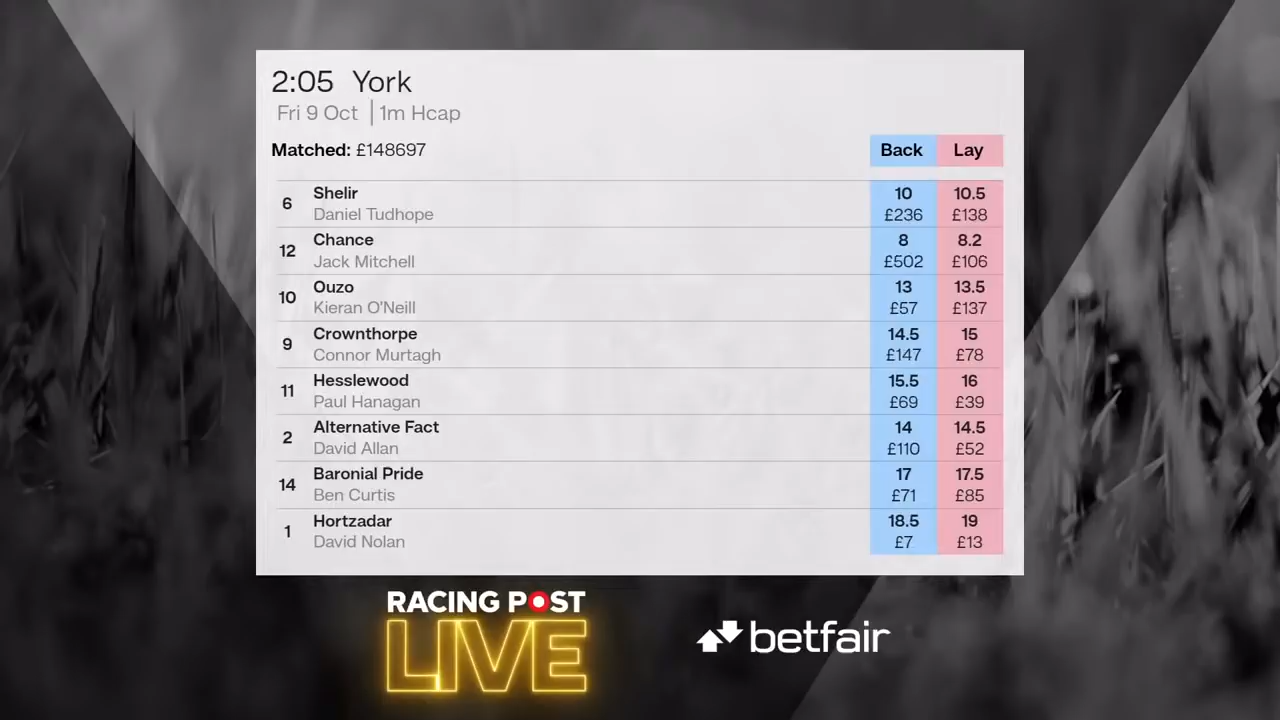 2:05 York
Fri 9 Oct | 1m Hcap
Matched: £148697 Back Lay
6 Shelir 10 10.5
Daniel Tudhope £236 £138
12 Chance 8 8.2
Jack Mitchell £502 £106
10 Ouzo 13 13.5
Kieran O'Neill £57 £137
9 Crownthorpe 14.5 15
Connor Murtagh £147 £78
11 Hesslewood 15.5 16
Paul Hanagan £69 £39
2 Alternative Fact 14 14.5
David Allan £110 £52
14 Baronial Pride 17 17.5
Ben Curtis £71 £85
1 Hortzadar 18.5 19
David Nolan £7 £13
RACING POST
LIVE
betfair